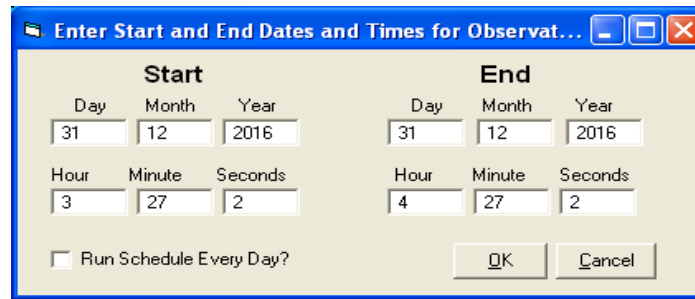 Enter Start and End Dates and Times for Observat...
Start End
Day Month Year Day Month Year
31 12 2016 31 12 2016
Hour Minute Seconds Hour Minute Seconds
3 27 2 4 27 2
Run Schedule Every Day? OK Cancel